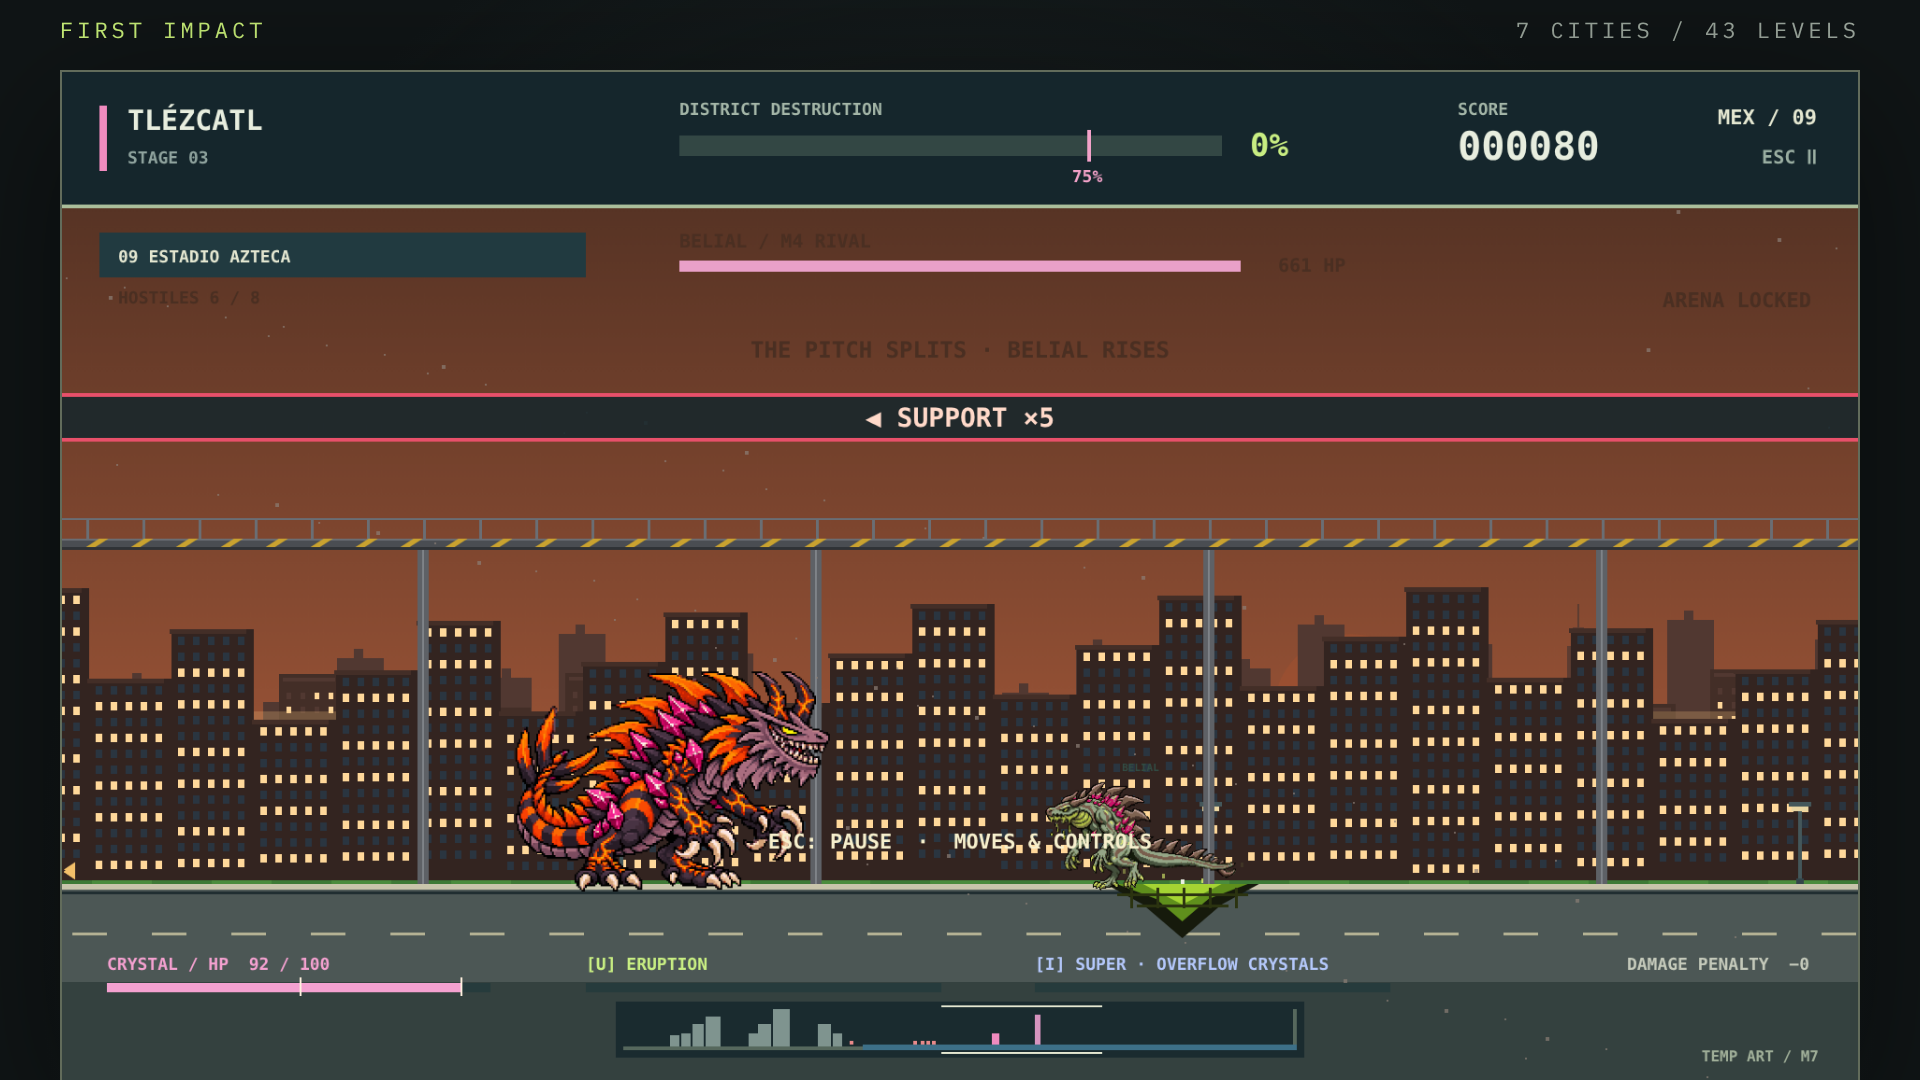 FIRST IMPACT
7 CITIES / 43 LEVELS
TLÉZCATL
STAGE 03
DISTRICT DESTRUCTION
0%
75%
SCORE
000080
MEX / 09
ESC II
09 ESTADIO AZTECA
HOSTILES 6 / 8
BELIAL / M4 RIVAL
661 HP
ARENA LOCKED
THE PITCH SPLITS · BELIAL RISES
◀ SUPPORT ×5
BELIAL
ESC: PAUSE · MOVES & CONTROLS
CRYSTAL / HP 92 / 100
[U] ERUPTION
[I] SUPER · OVERFLOW CRYSTALS
DAMAGE PENALTY −0
TEMP ART / M7